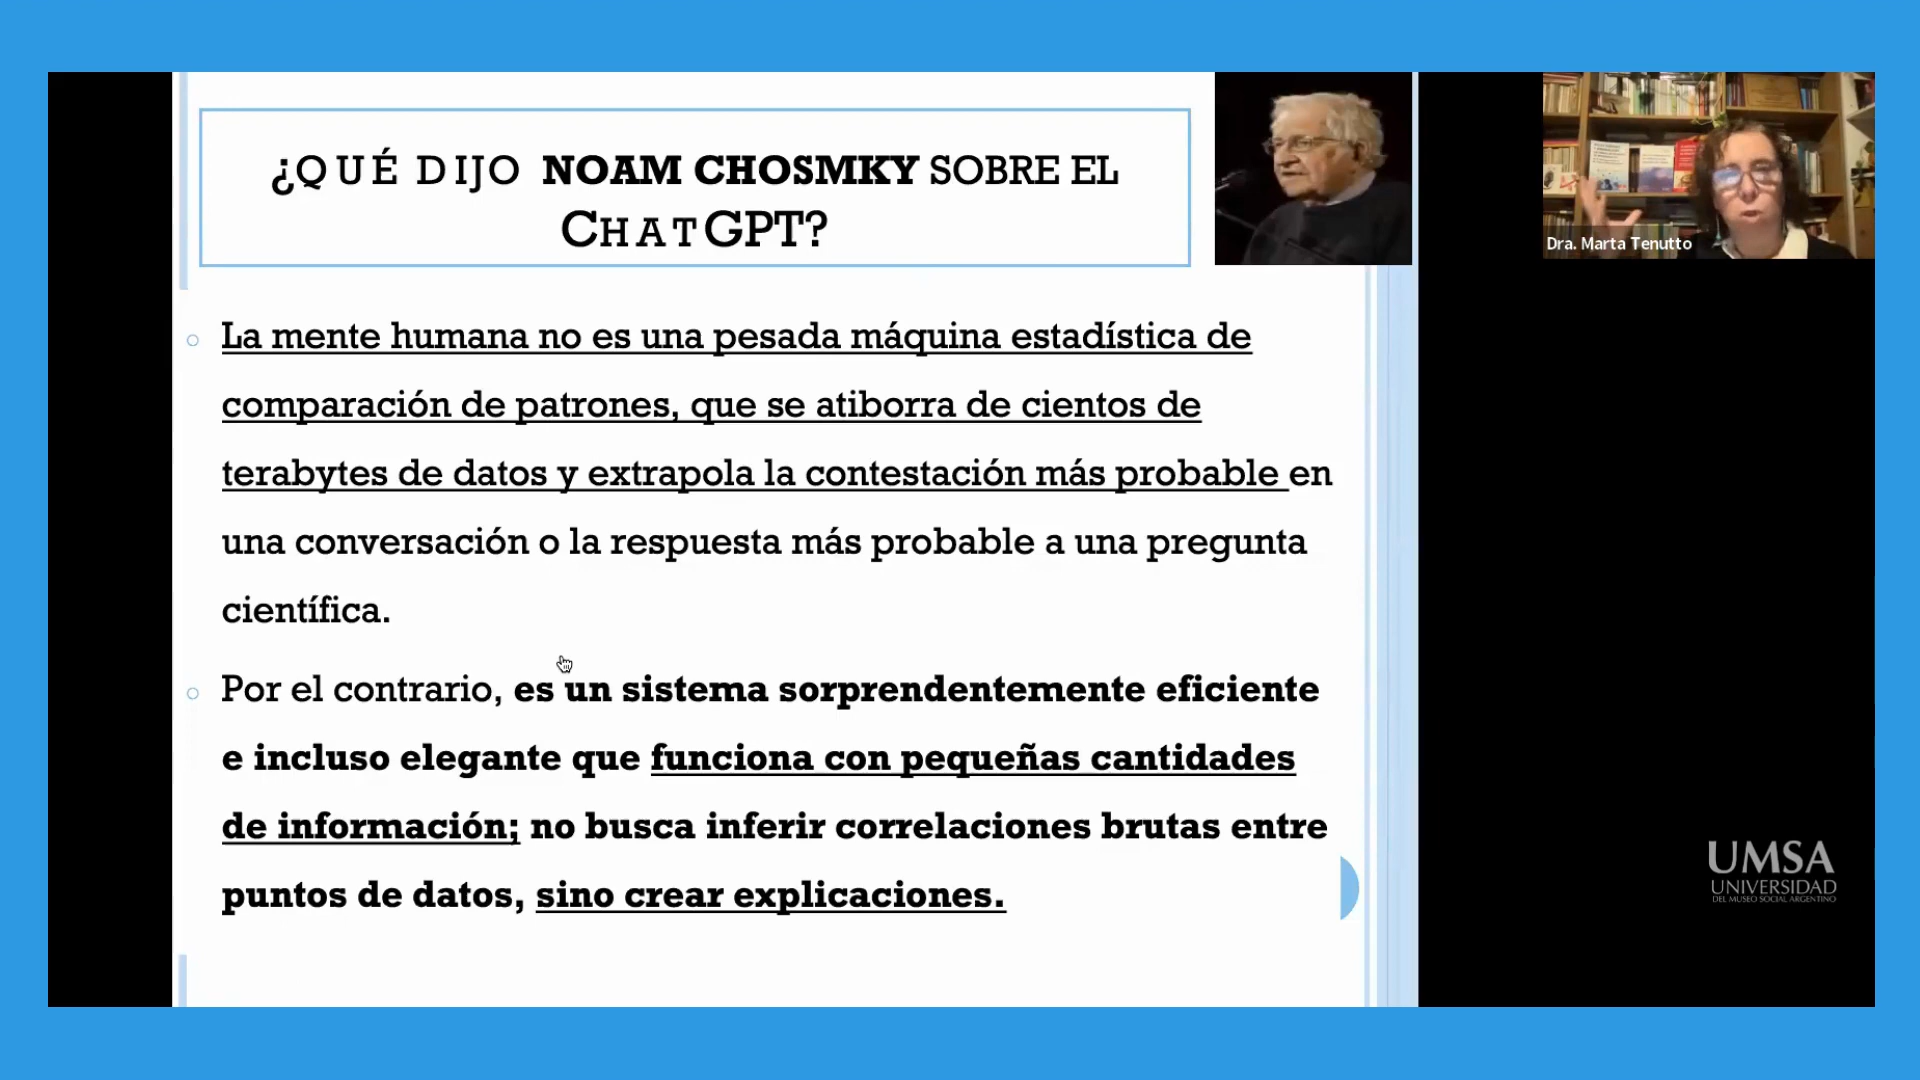 ¿QUÉ DIJO NOAM CHOSMKY SOBRE EL
CHATGPT?
La mente humana no es una pesada máquina estadística de
comparación de patrones, que se atiborra de cientos de
terabytes de datos y extrapola la contestación más probable en
una conversación o la respuesta más probable a una pregunta
científica.
Por el contrario, es un sistema sorprendentemente eficiente
e incluso elegante que funciona con pequeñas cantidades
de información; no busca inferir correlaciones brutas entre
puntos de datos, sino crear explicaciones.
Dra. Marta Tenutto
UMSA
UNIVERSIDAD
DEL MUSEO SOCIAL ARGENTINO